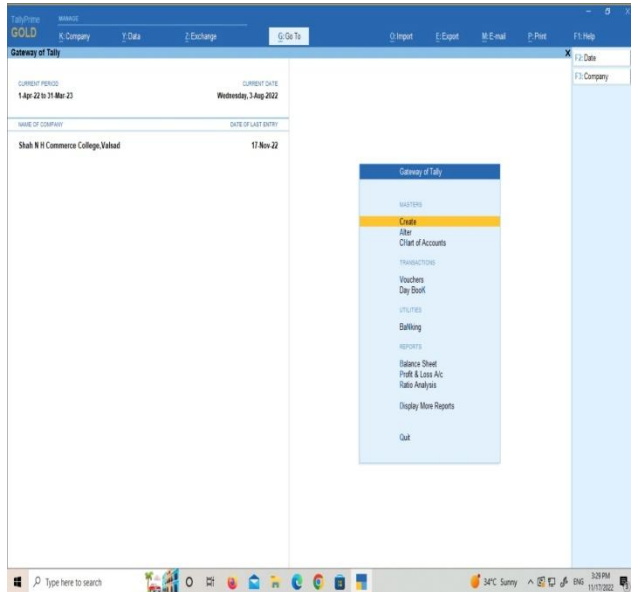 TallyPrime
MANAGE
GOLD
K: Company
Y: Data
Z: Exchange
G: Go To
O: Import
E: Export
M: E-mail
P: Print
F1: Help
Gateway of Tally
X
F2: Date
F3: Company
CURRENT PERIOD
CURRENT DATE
1-Apr-22 to 31-Mar-23
Wednesday, 3-Aug-2022
NAME OF COMPANY
DATE OF LAST ENTRY
Shah N H Commerce College,Valsad
17-Nov-22
Gateway of Tally
MASTERS
Create
Alter
CHart of Accounts
TRANSACTIONS
Vouchers
Day BooK
UTILITIES
BaNking
REPORTS
Balance Sheet
Profit & Loss A/c
Ratio Analysis
Display More Reports
Quit
Type here to search
34°C Sunny
ENG
3:29 PM
11/17/2022